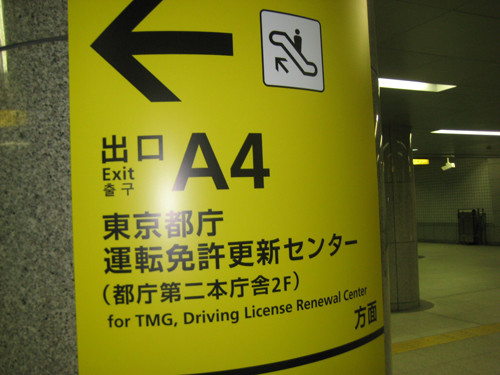 出口 A4
Exit
출구
東京都庁
運転免許更新センター
(都庁第二本庁舎2F)
for TMG, Driving License Renewal Center
方面